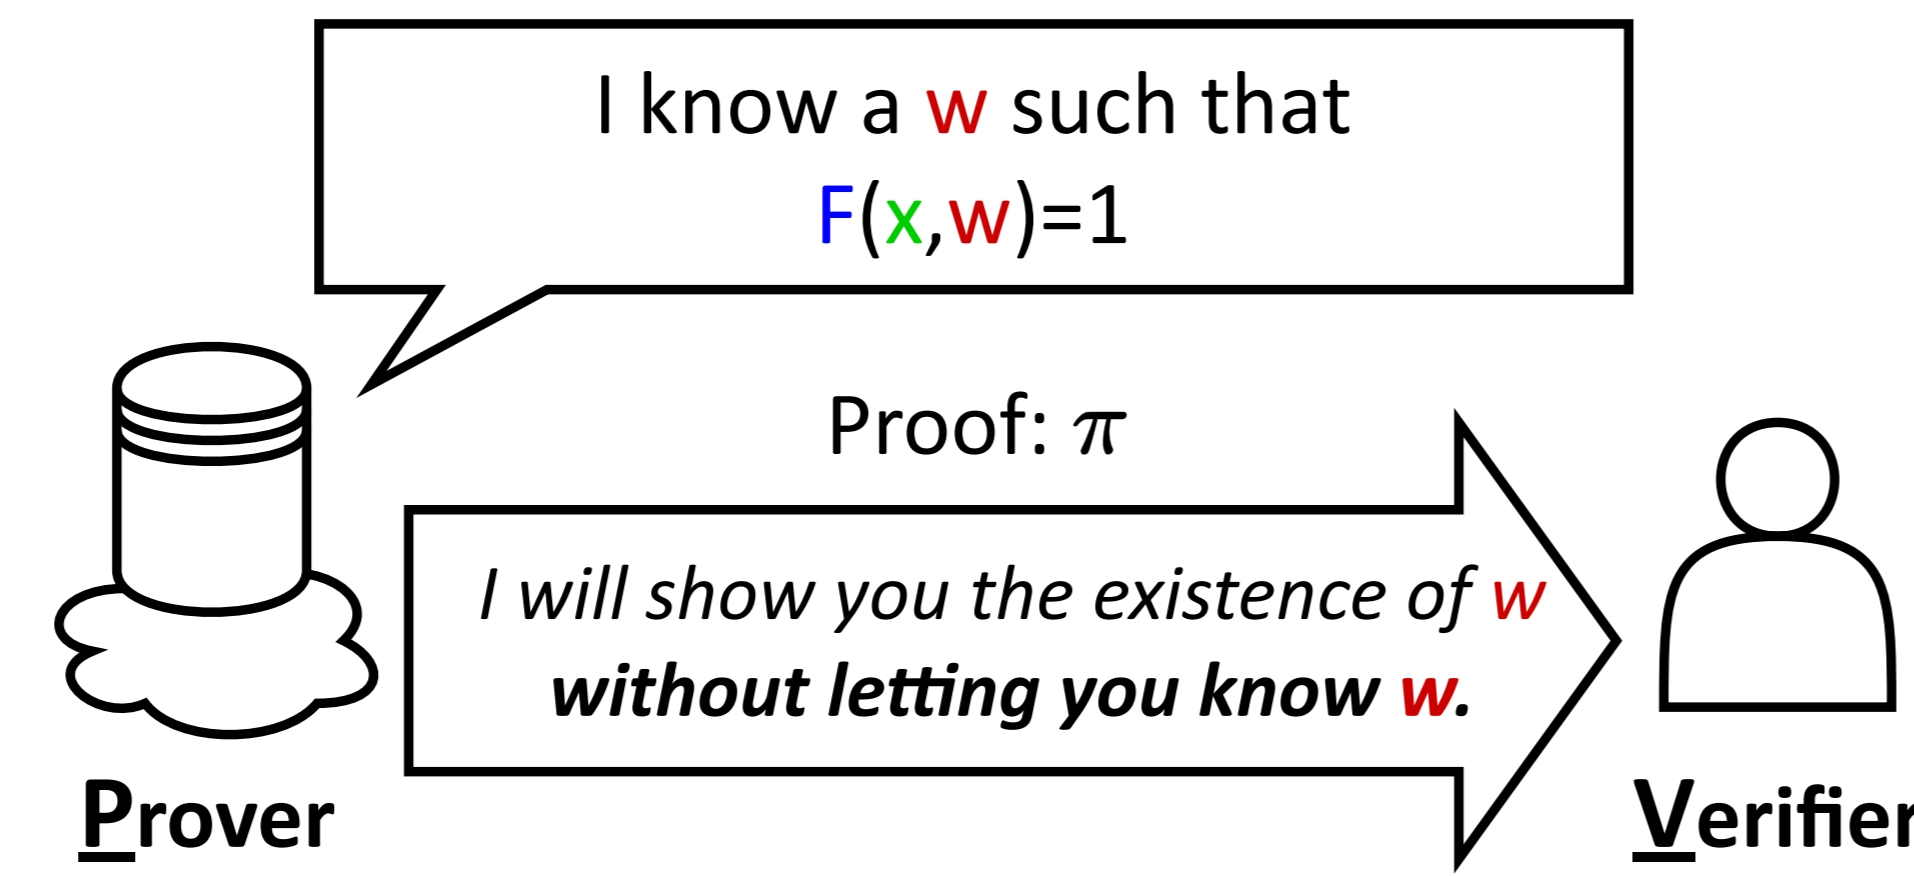 I know a w such that
F(x,w)=1
Proof: π
I will show you the existence of w
without letting you know w.
Prover
Verifier